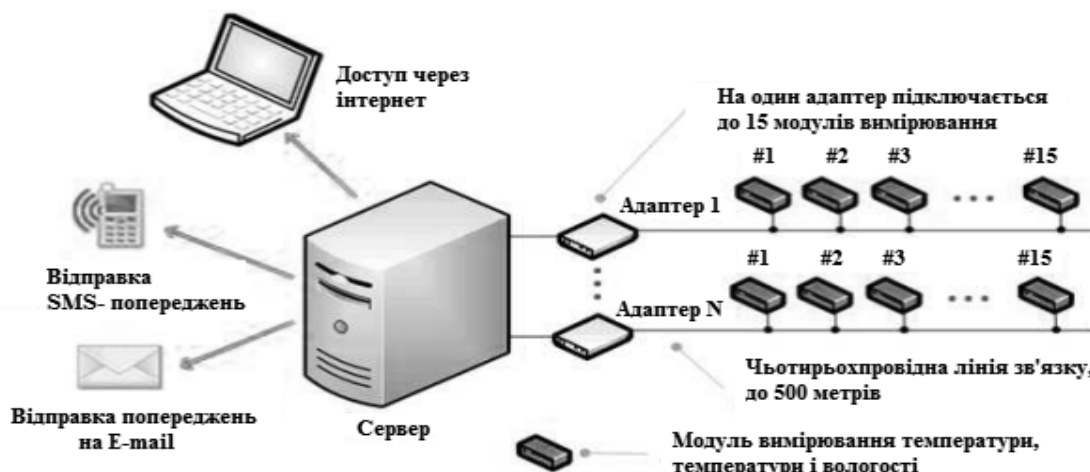 Доступ через
інтернет
На один адаптер підключається
до 15 модулів вимірювання
#1 #2 #3 #15
Адаптер 1
Відправка
SMS- попереджень
#1 #2 #3 #15
Адаптер N
Чьотирьохпровідна лінія зв'язку,
до 500 метрів
Відправка попереджень
на E-mail
Сервер
Модуль вимірювання температури,
температури і вологості